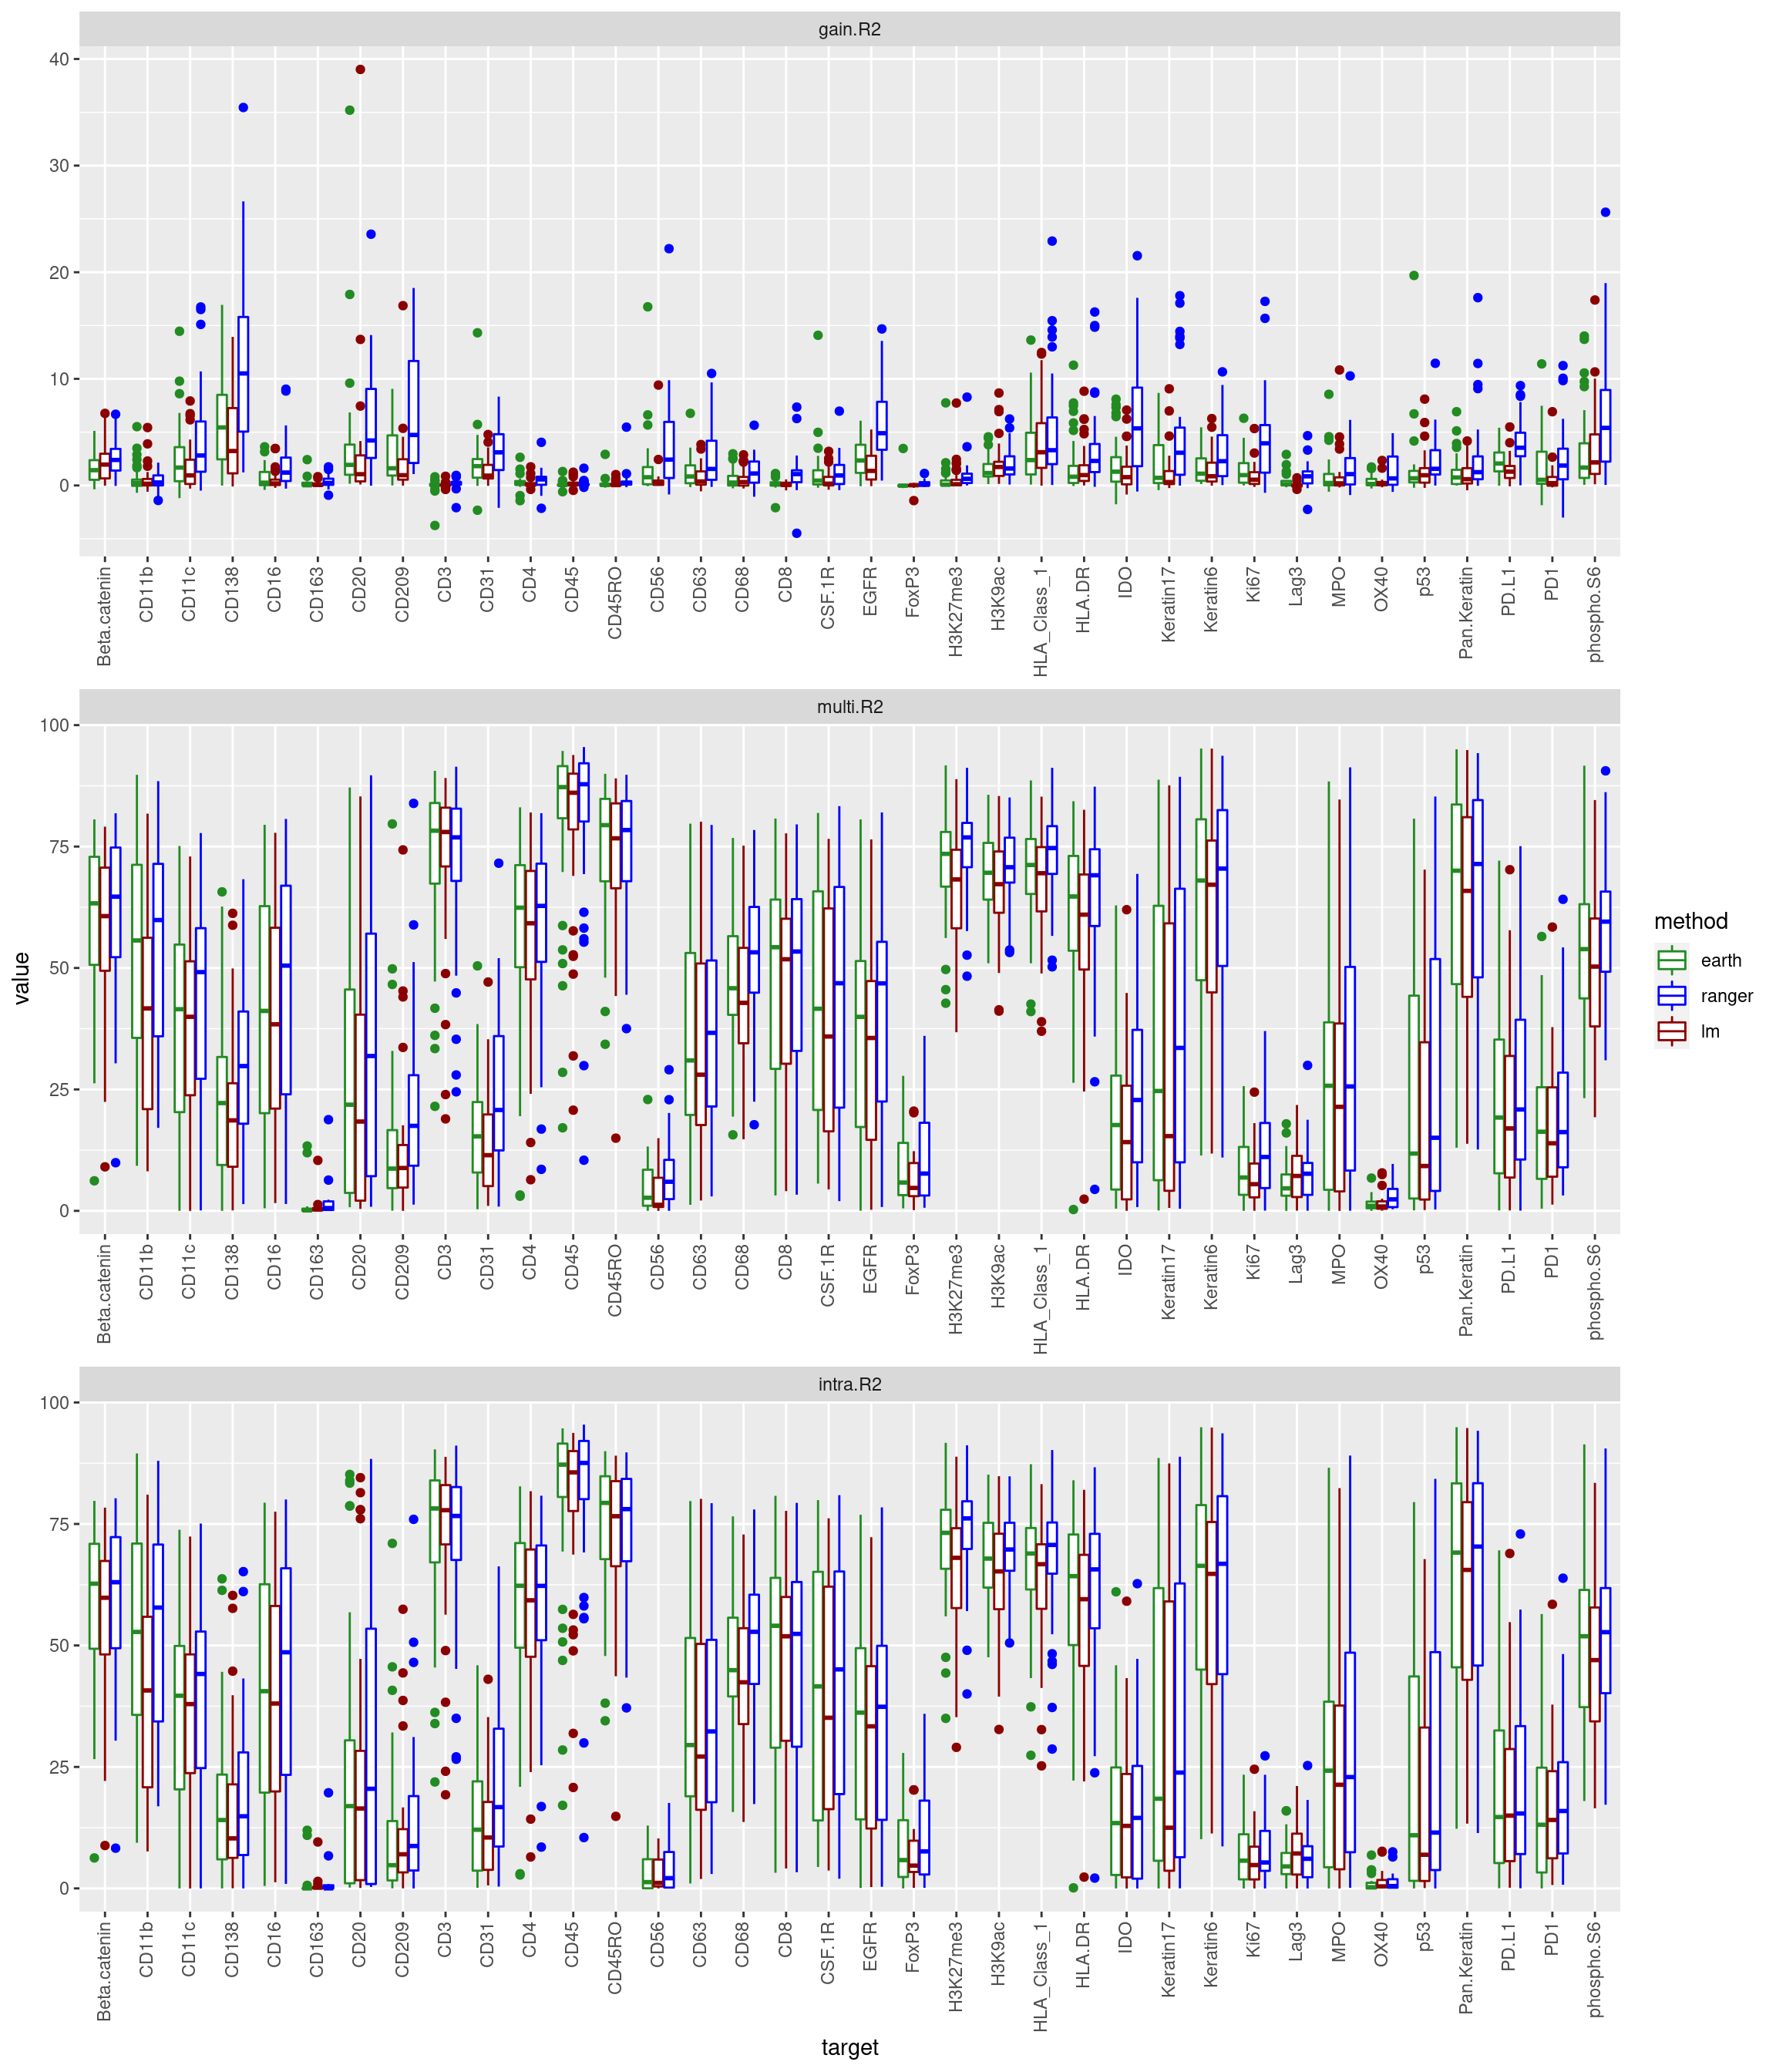 gain.R2
40
30
20
10
0
Beta.catenin
CD11b
CD11c
CD138
CD16
CD163
CD20
CD209
CD3
CD31
CD4
CD45
CD45RO
CD56
CD63
CD68
CD8
CSF.1R
EGFR
FoxP3
H3K27me3
H3K9ac
HLA_Class_1
HLA.DR
IDO
Keratin17
Keratin6
Ki67
Lag3
MPO
OX40
p53
Pan.Keratin
PD.L1
PD1
phospho.S6
multi.R2
100
75
50
25
0
Beta.catenin
CD11b
CD11c
CD138
CD16
CD163
CD20
CD209
CD3
CD31
CD4
CD45
CD45RO
CD56
CD63
CD68
CD8
CSF.1R
EGFR
FoxP3
H3K27me3
H3K9ac
HLA_Class_1
HLA.DR
IDO
Keratin17
Keratin6
Ki67
Lag3
MPO
OX40
p53
Pan.Keratin
PD.L1
PD1
phospho.S6
intra.R2
100
75
50
25
0
Beta.catenin
CD11b
CD11c
CD138
CD16
CD163
CD20
CD209
CD3
CD31
CD4
CD45
CD45RO
CD56
CD63
CD68
CD8
CSF.1R
EGFR
FoxP3
H3K27me3
H3K9ac
HLA_Class_1
HLA.DR
IDO
Keratin17
Keratin6
Ki67
Lag3
MPO
OX40
p53
Pan.Keratin
PD.L1
PD1
phospho.S6
value
target
method
earth
ranger
lm